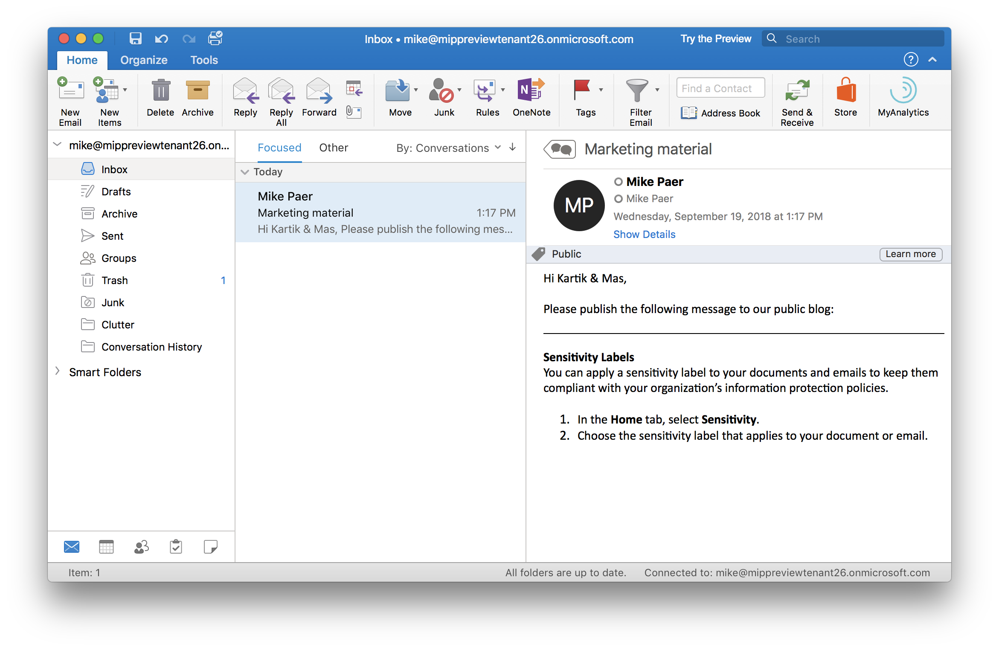 Inbox • mike@mippreviewtenant26.onmicrosoft.com
Try the Preview
Search
Home
Organize
Tools
?
New
Email
New
Items
Delete
Archive
Reply
Reply
All
Forward
Move
Junk
Rules
N
OneNote
Tags
Filter
Email
Find a Contact
Address Book
Send &
Receive
Store
MyAnalytics
mike@mippreviewtenant26.on...
Inbox
Drafts
Archive
Sent
Groups
Trash 1
Junk
Clutter
Conversation History
Smart Folders
Focused
Other
By: Conversations
Today
Mike Paer
Marketing material 1:17 PM
Hi Kartik & Mas, Please publish the following mes...
Marketing material
MP
Mike Paer
Mike Paer
Wednesday, September 19, 2018 at 1:17 PM
Show Details
Public
Learn more
Hi Kartik & Mas,
Please publish the following message to our public blog:
Sensitivity Labels
You can apply a sensitivity label to your documents and emails to keep them
compliant with your organization’s information protection policies.
1. In the Home tab, select Sensitivity.
2. Choose the sensitivity label that applies to your document or email.
Item: 1
All folders are up to date.
Connected to: mike@mippreviewtenant26.onmicrosoft.com